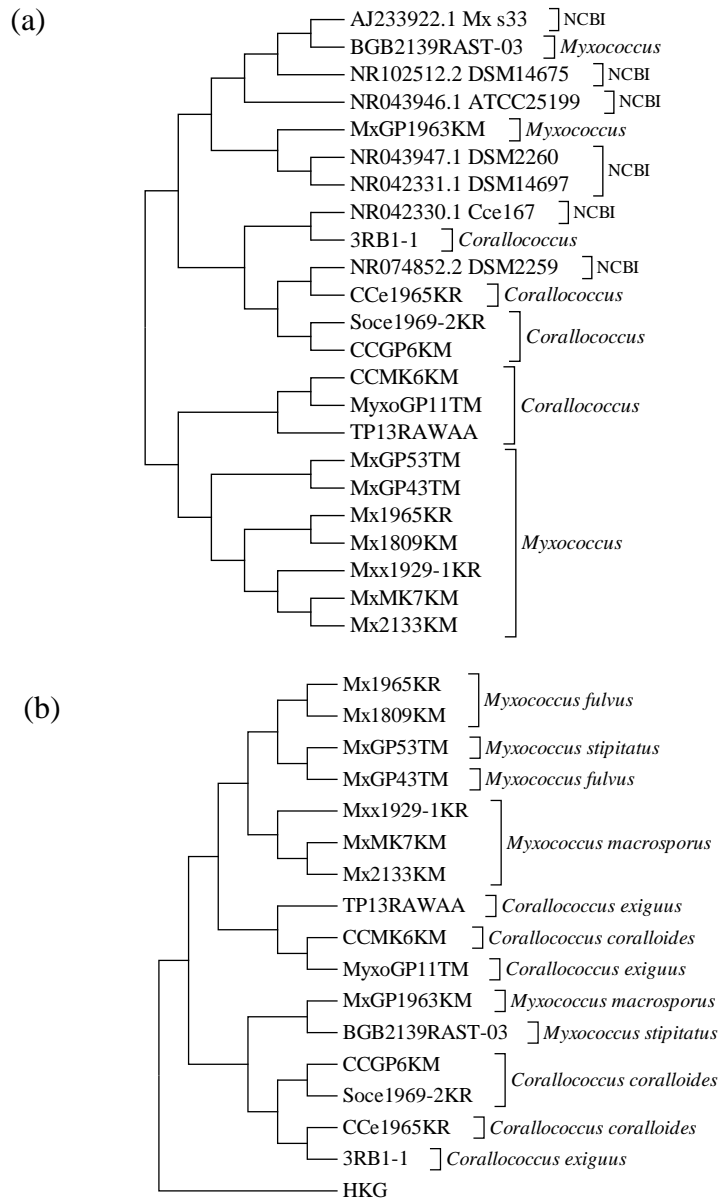 (a)
AJ233922.1 Mx s33 NCBI
BGB2139RAST-03 Myxococcus
NR102512.2 DSM14675 NCBI
NR043946.1 ATCC25199 NCBI
MxGP1963KM Myxococcus
NR043947.1 DSM2260
NCBI
NR042331.1 DSM14697
NR042330.1 Cce167 NCBI
3RB1-1 Corallococcus
NR074852.2 DSM2259 NCBI
CCe1965KR Corallococcus
Soce1969-2KR
Corallococcus
CCGP6KM
CCMK6KM
MyxoGP11TM Corallococcus
TP13RAWAA
MxGP53TM
MxGP43TM
Mx1965KR
Mx1809KM Myxococcus
Mxx1929-1KR
MxMK7KM
Mx2133KM
(b)
Mx1965KR
Myxococcus fulvus
Mx1809KM
MxGP53TM Myxococcus stipitatus
MxGP43TM Myxococcus fulvus
Mxx1929-1KR
MxMK7KM Myxococcus macrosporus
Mx2133KM
TP13RAWAA Corallococcus exiguus
CCMK6KM Corallococcus coralloides
MyxoGP11TM Corallococcus exiguus
MxGP1963KM Myxococcus macrosporus
BGB2139RAST-03 Myxococcus stipitatus
CCGP6KM
Corallococcus coralloides
Soce1969-2KR
CCe1965KR Corallococcus coralloides
3RB1-1 Corallococcus exiguus
HKG